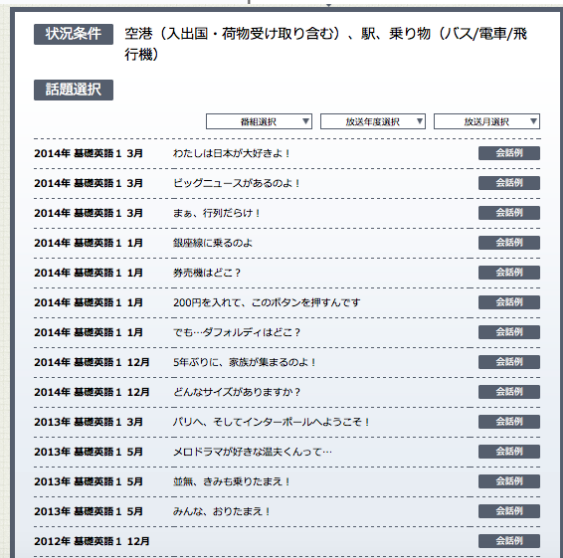 状況条件 空港（入出国・荷物受け取り含む）、駅、乗り物（バス/電車/飛
行機）
話題選択
番組選択 ▼ 放送年度選択 ▼ 放送月選択 ▼
2014年 基礎英語１ 3月 わたしは日本が大好きよ！ 会話例
2014年 基礎英語１ 3月 ビッグニュースがあるのよ！ 会話例
2014年 基礎英語１ 3月 まぁ、行列だらけ！ 会話例
2014年 基礎英語１ 1月 銀座線に乗るのよ 会話例
2014年 基礎英語１ 1月 券売機はどこ？ 会話例
2014年 基礎英語１ 1月 200円を入れて、このボタンを押すんです 会話例
2014年 基礎英語１ 1月 でも…ダフォルディはどこ？ 会話例
2014年 基礎英語１ 12月 5年ぶりに、家族が集まるのよ！ 会話例
2014年 基礎英語１ 12月 どんなサイズがありますか？ 会話例
2013年 基礎英語１ 3月 パリへ、そしてインターポールへようこそ！ 会話例
2013年 基礎英語１ 5月 メロドラマが好きな温夫くんって… 会話例
2013年 基礎英語１ 5月 並無、きみも乗りたまえ！ 会話例
2013年 基礎英語１ 5月 みんな、おりたまえ！ 会話例
2012年 基礎英語１ 12月 会話例